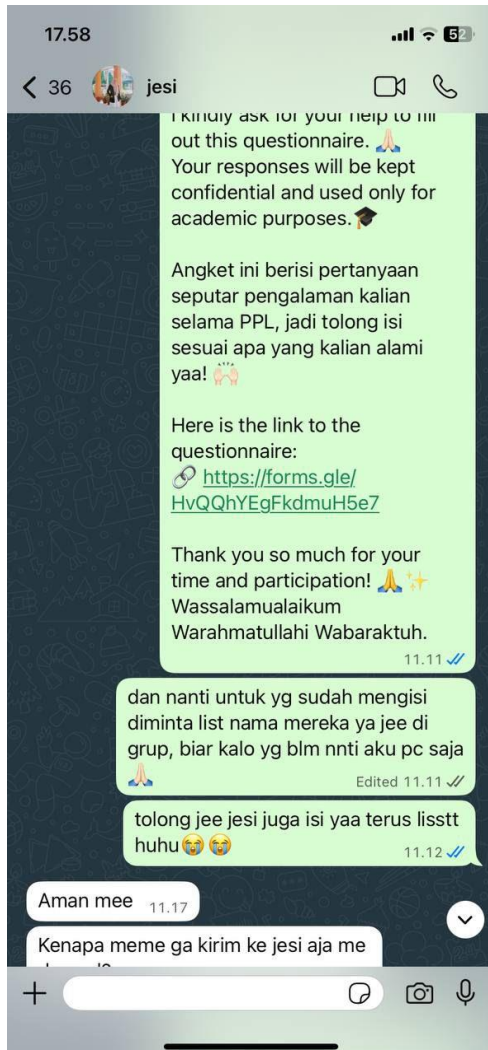 17.58
52
36
jesi
I kindly ask for your help to fill
out this questionnaire. 🙏🏻
Your responses will be kept
confidential and used only for
academic purposes.🎓
Angket ini berisi pertanyaan
seputar pengalaman kalian
selama PPL, jadi tolong isi
sesuai apa yang kalian alami
yaa! 🙌🏻
Here is the link to the
questionnaire:
🔗 https://forms.gle/
HvQQhYEgFkdmuH5e7
Thank you so much for your
time and participation! 🙏✨
Wassalamualaikum
Warahmatullahi Wabaraktuh.
11.11
dan nanti untuk yg sudah mengisi
diminta list nama mereka ya jee di
grup, biar kalo yg blm nnti aku pc saja
🙏🏻
Edited 11.11
tolong jee jesi juga isi yaa terus lisstt
huhu😭😭
11.12
Aman mee 11.17
Kenapa meme ga kirim ke jesi aja me